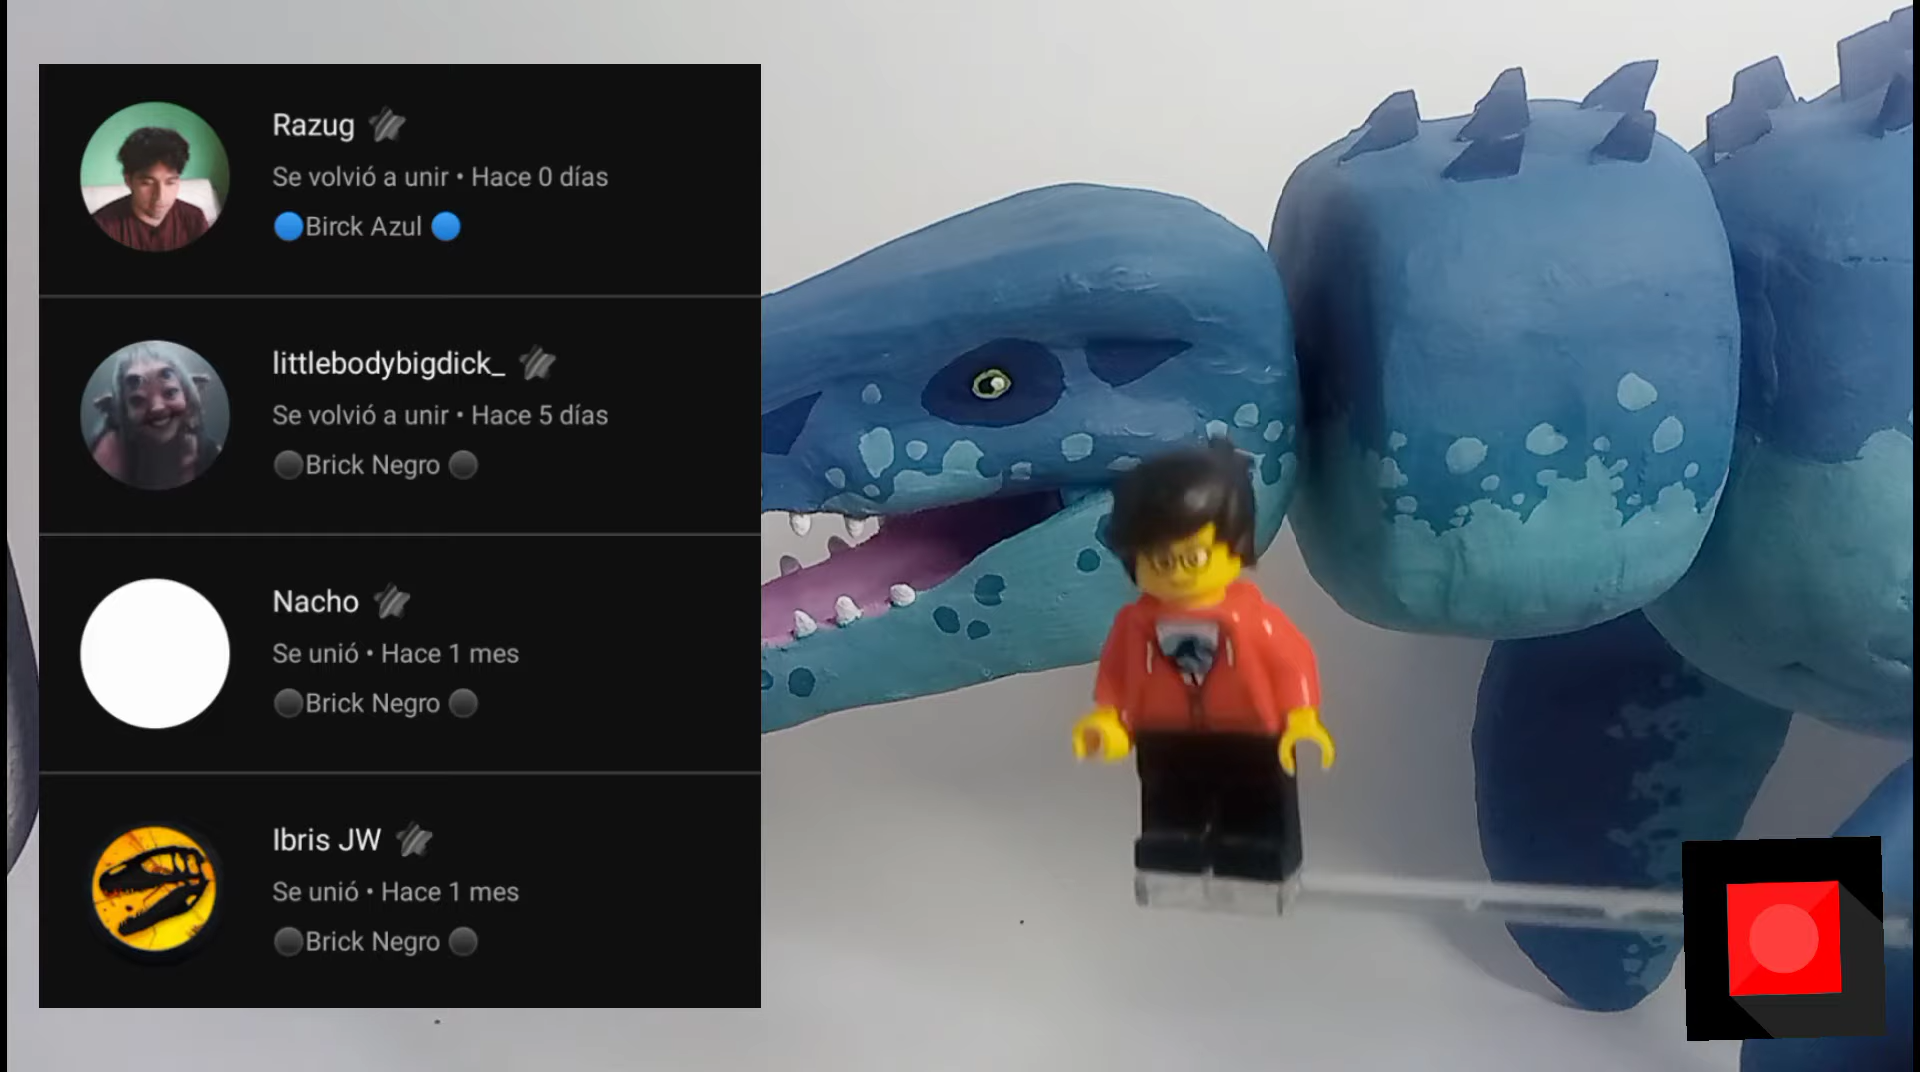 Razug
Se volvió a unir • Hace 0 días
Birck Azul
littlebodybigdick_
Se volvió a unir • Hace 5 días
Brick Negro
Nacho
Se unió • Hace 1 mes
Brick Negro
Ibris JW
Se unió • Hace 1 mes
Brick Negro